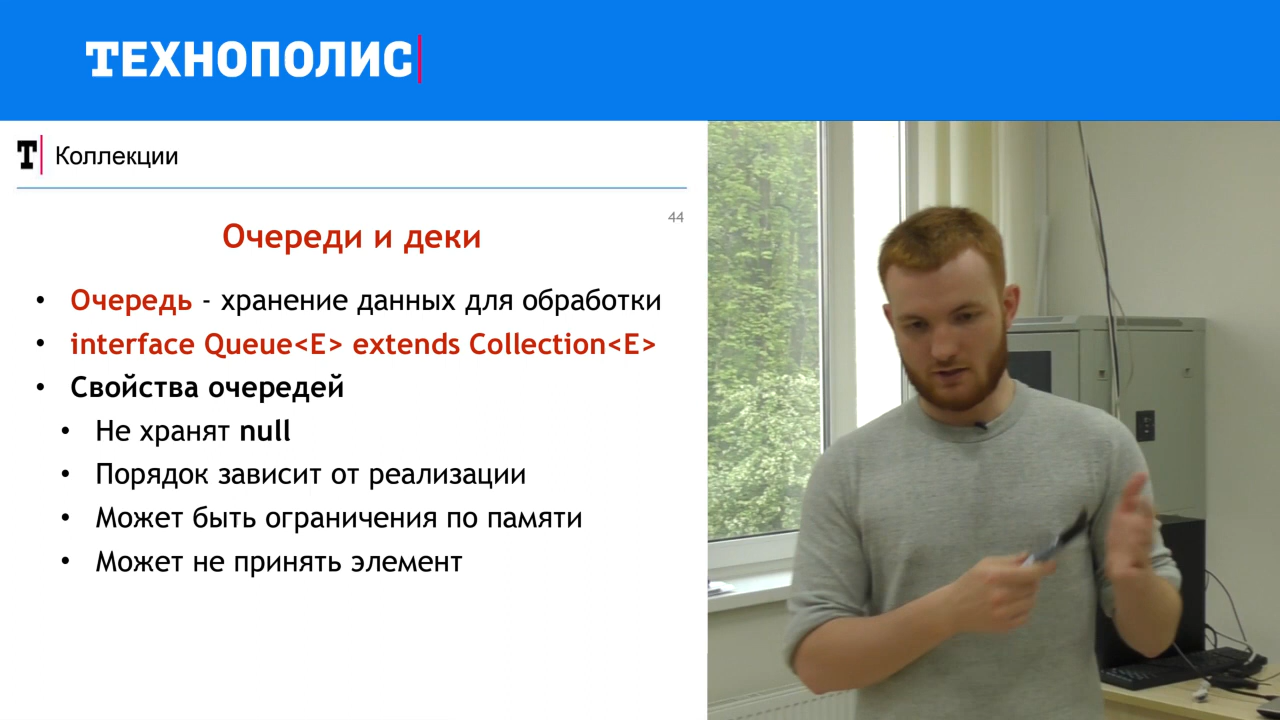 ТЕХНОПОЛИС
Т Коллекции
44
Очереди и деки
• Очередь - хранение данных для обработки
• interface Queue<E> extends Collection<E>
• Свойства очередей
• Не хранят null
• Порядок зависит от реализации
• Может быть ограничения по памяти
• Может не принять элемент